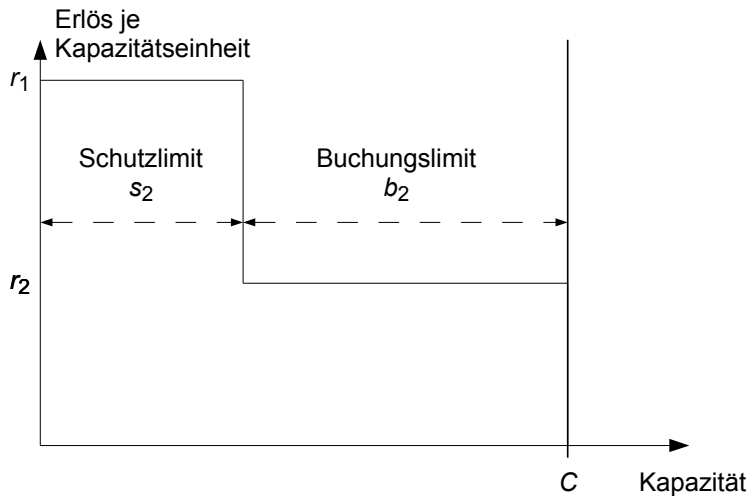 Erlös je
Kapazitätseinheit
r1
Schutzlimit
s2
Buchungslimit
b2
r2
C
Kapazität